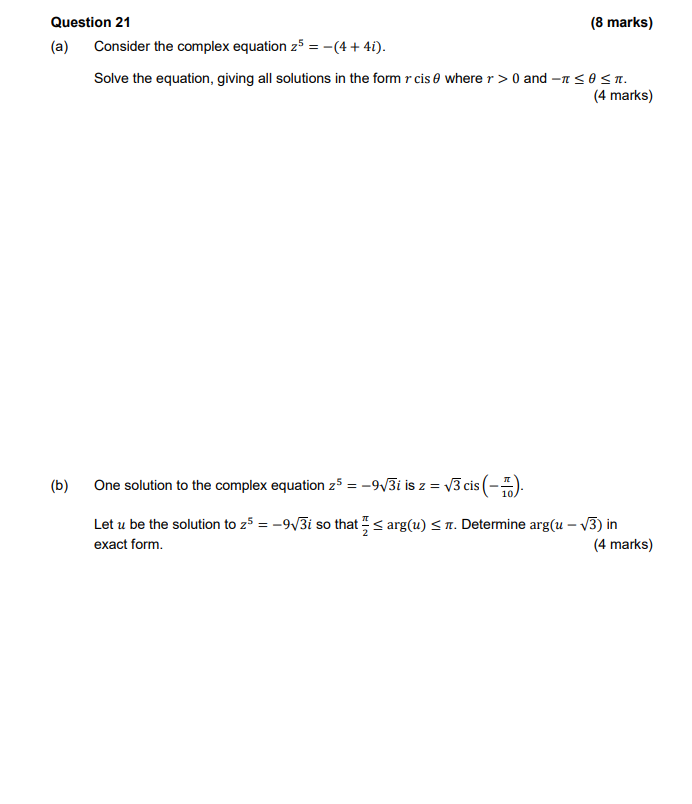 Question 21 (8 marks)
(a) Consider the complex equation z⁵ = −(4 + 4i).
Solve the equation, giving all solutions in the form r cis θ where r > 0 and −π ≤ θ ≤ π.
(4 marks)
(b) One solution to the complex equation z⁵ = −9√3i is z = √3 cis(−π/10).
Let u be the solution to z⁵ = −9√3i so that π/2 ≤ arg(u) ≤ π. Determine arg(u − √3) in
exact form. (4 marks)